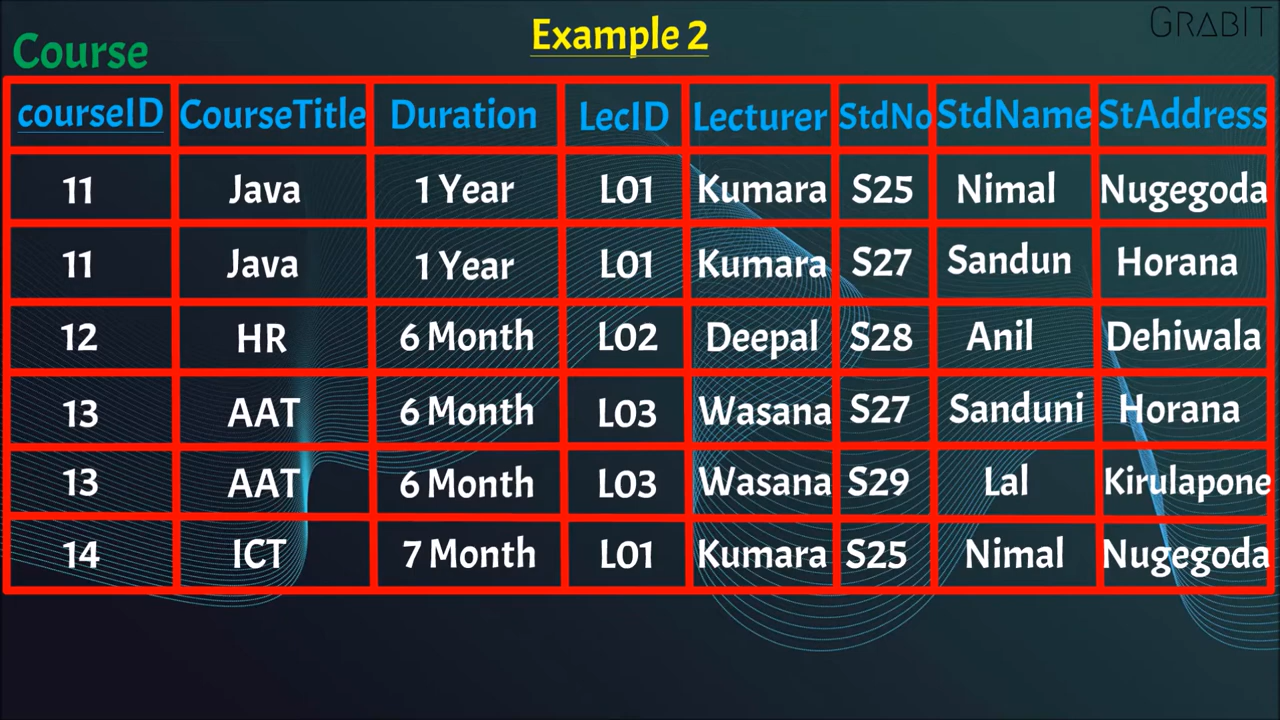 GRABIT
Example 2
Course
courseID CourseTitle Duration LecID Lecturer StdNo StdName StAddress
11 Java 1 Year L01 Kumara S25 Nimal Nugegoda
11 Java 1 Year L01 Kumara S27 Sandun Horana
12 HR 6 Month L02 Deepal S28 Anil Dehiwala
13 AAT 6 Month L03 Wasana S27 Sanduni Horana
13 AAT 6 Month L03 Wasana S29 Lal Kirulapone
14 ICT 7 Month L01 Kumara S25 Nimal Nugegoda